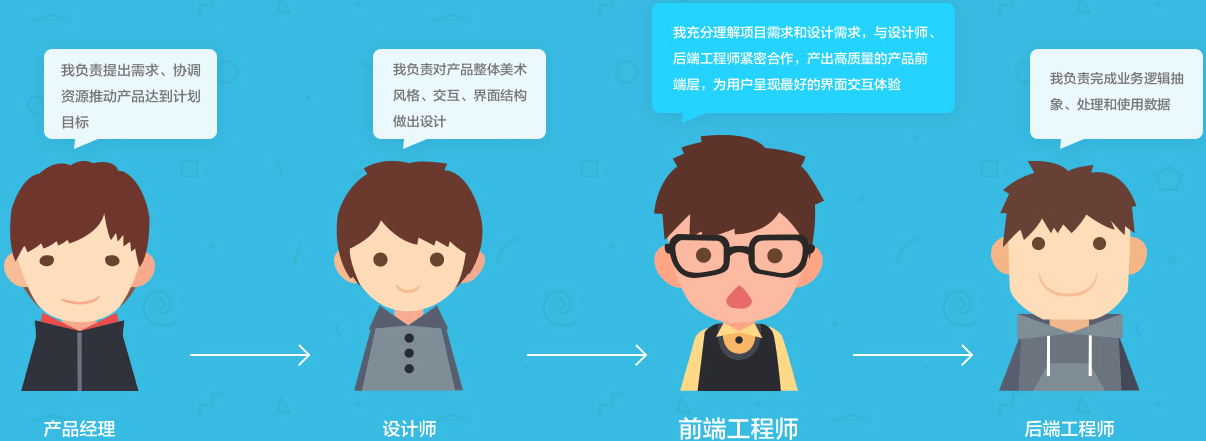 我负责提出需求、协调
资源推动产品达到计划
目标
我负责对产品整体美术
风格、交互、界面结构
做出设计
我充分理解项目需求和设计需求，与设计师、
后端工程师紧密合作，产出高质量的产品前
端层，为用户呈现最好的界面交互体验
我负责完成业务逻辑抽
象、处理和使用数据
产品经理
设计师
前端工程师
后端工程师